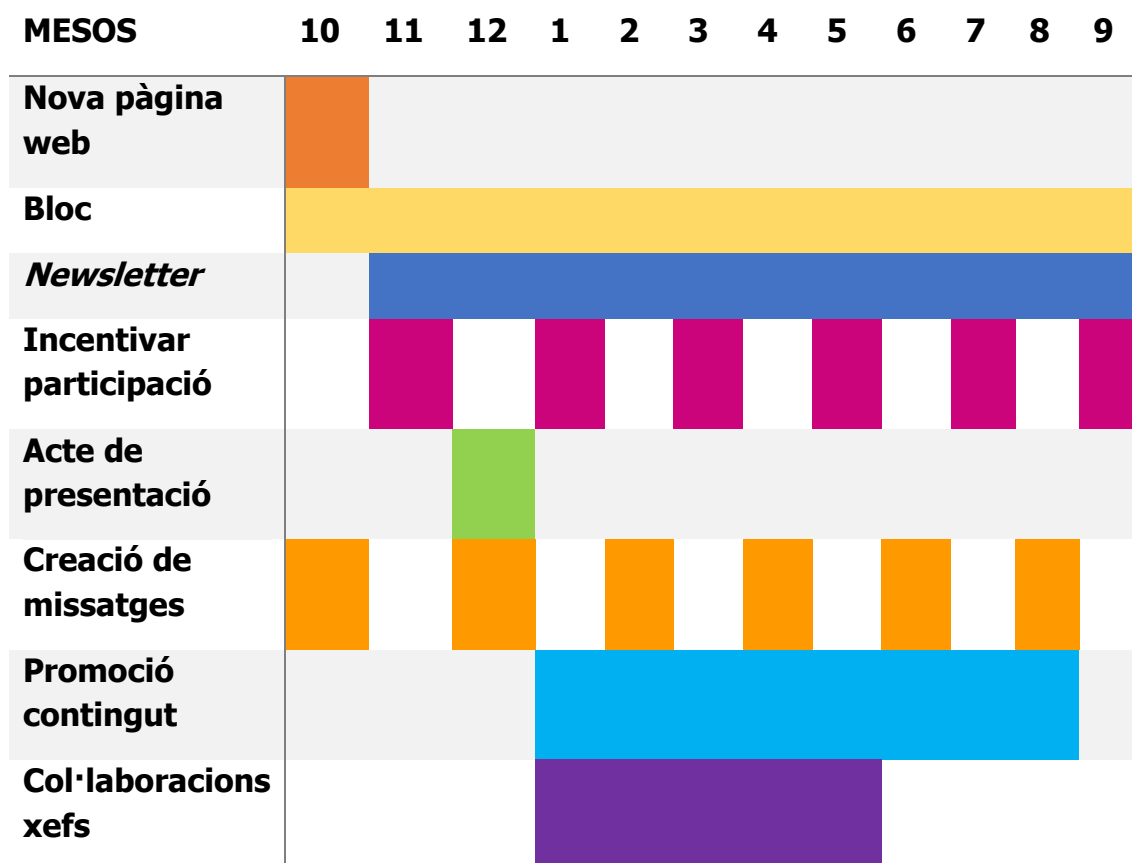 MESOS 10 11 12 1 2 3 4 5 6 7 8 9
Nova pàgina
web
Bloc
Newsletter
Incentivar
participació
Acte de
presentació
Creació de
missatges
Promoció
contingut
Col·laboracions
xefs